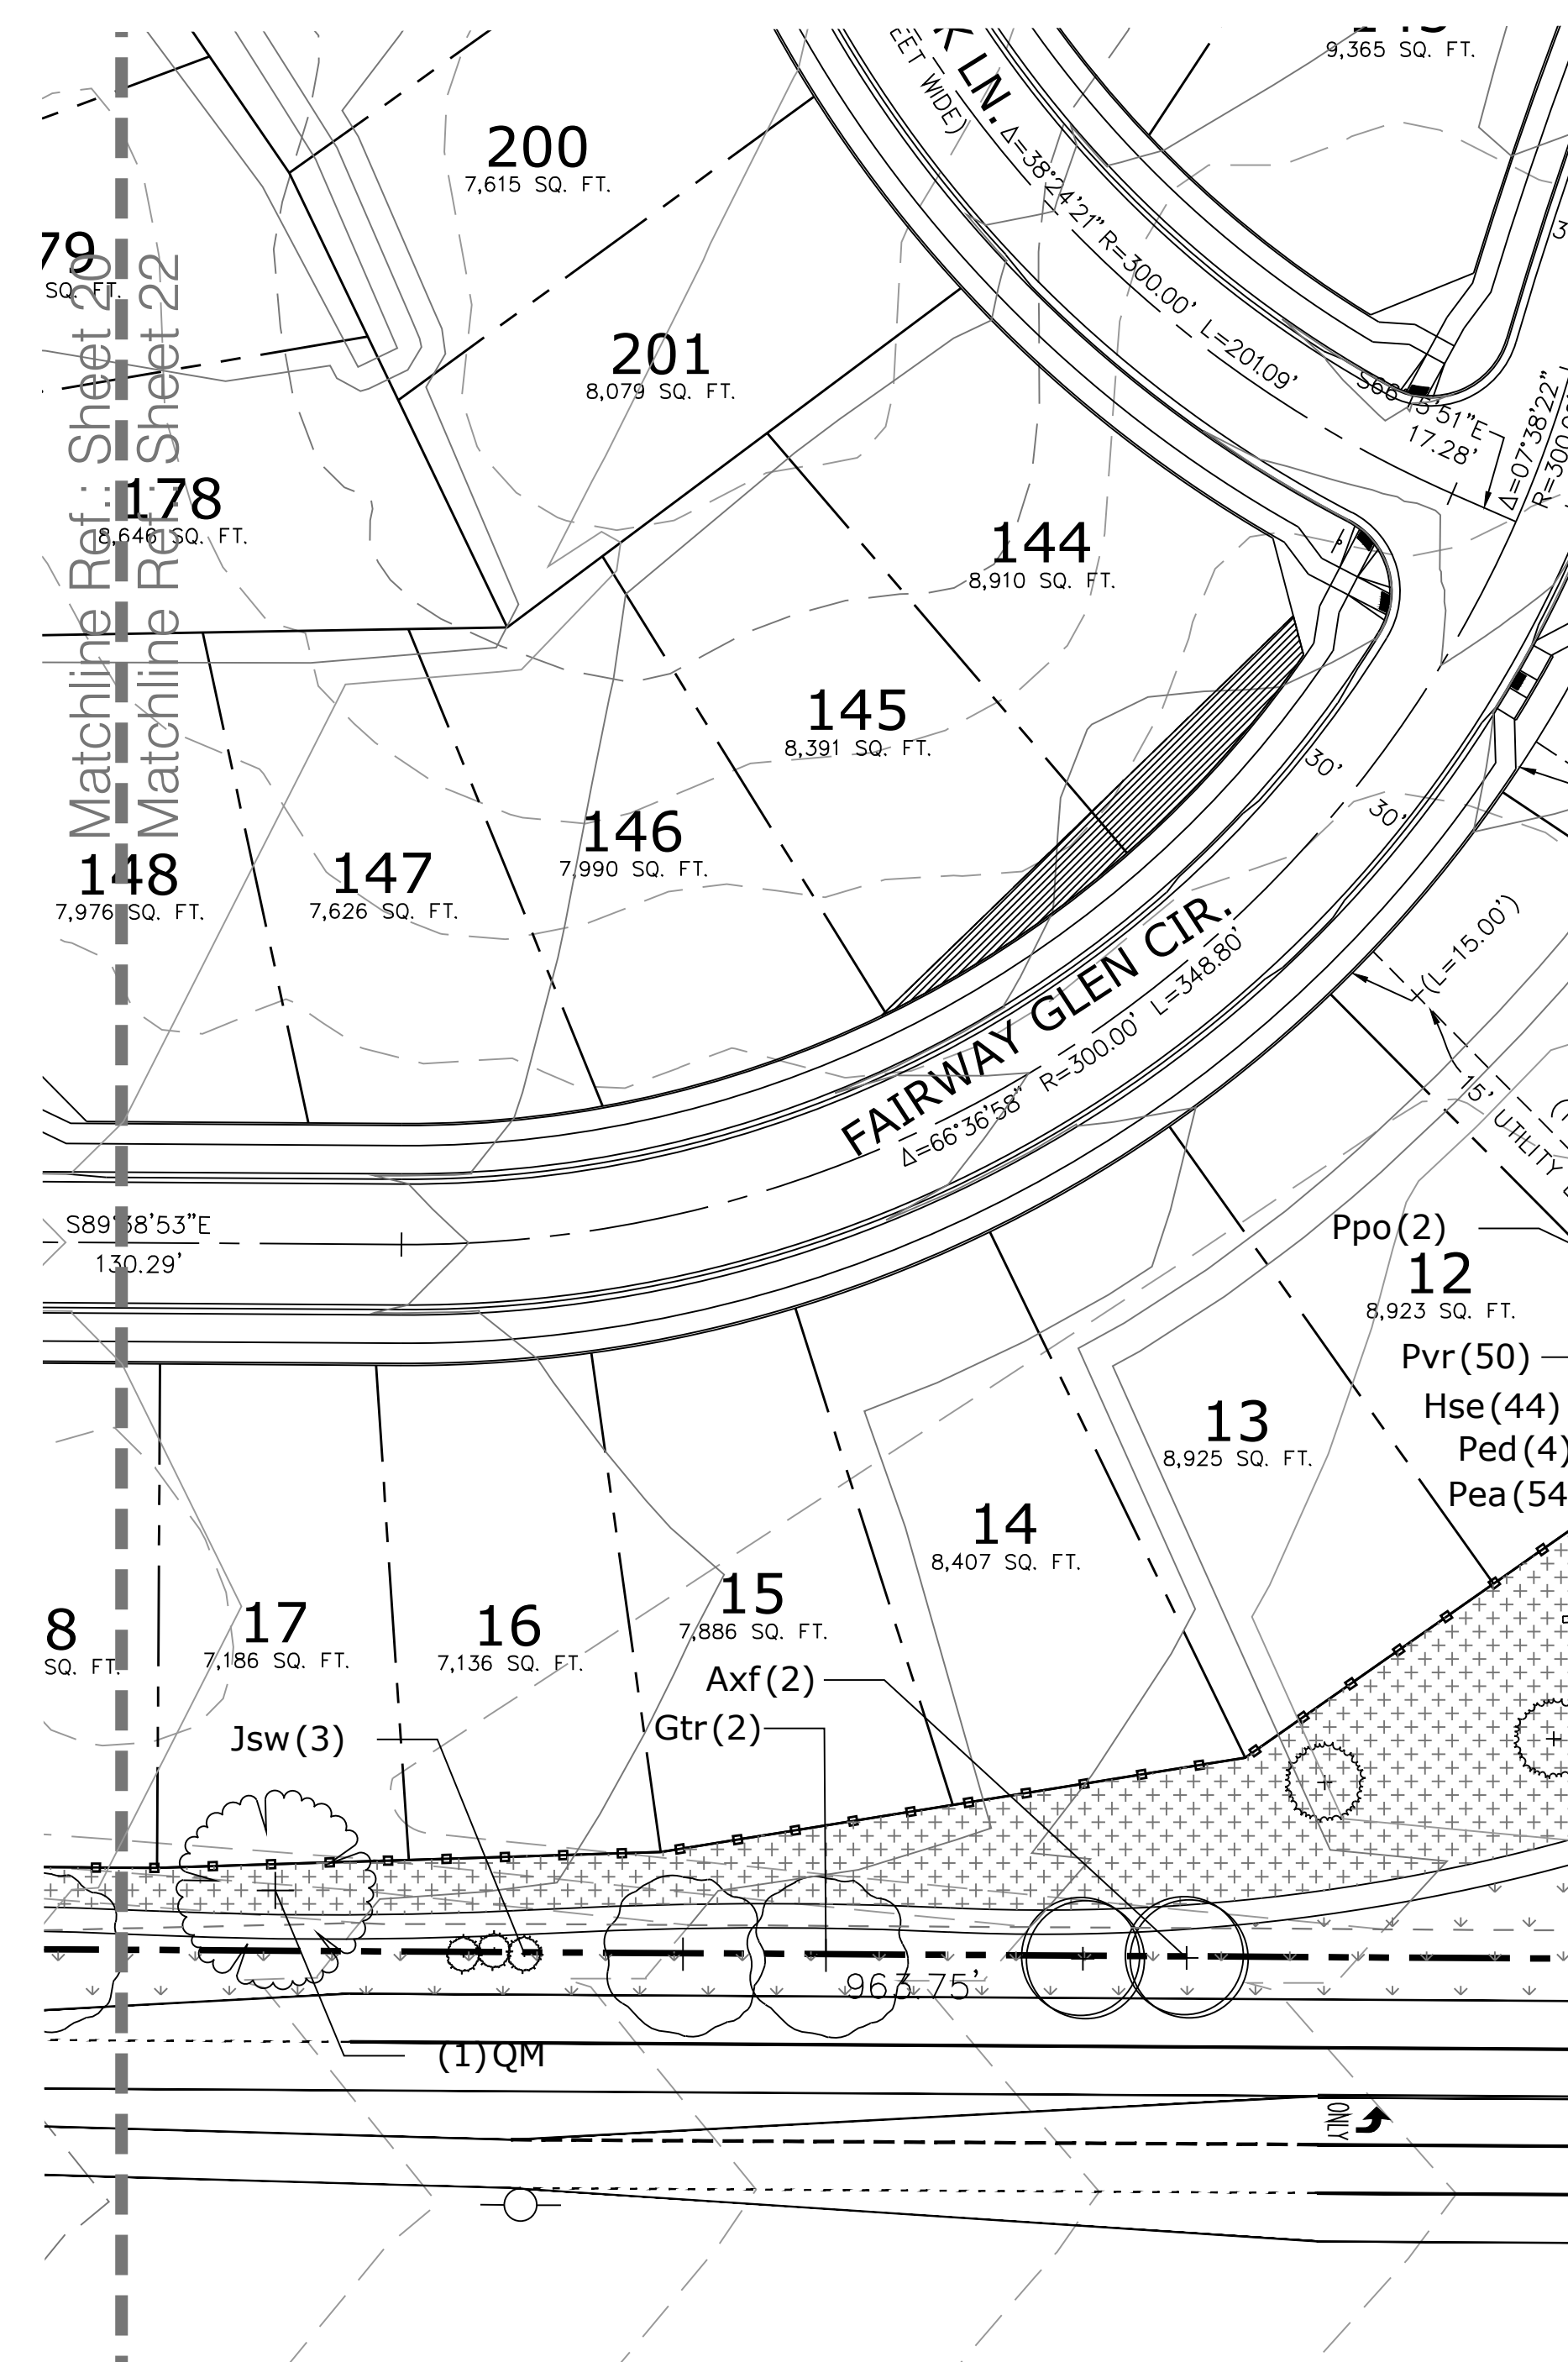 9,365 SQ. FT.
LN.
WIDE)
Δ=38°24'21" R=300.00' L=201.09'
200
7,615 SQ. FT.
79
SQ. FT.
Matchline Ref.: Sheet 20
Matchline Ref.: Sheet 22
201
8,079 SQ. FT.
S66°15'51"E
17.28'
Δ=07°38'22"
178
8,646 SQ. FT.
144
8,910 SQ. FT.
145
8,391 SQ. FT.
30'
30'
146
7,990 SQ. FT.
148
7,976 SQ. FT.
147
7,626 SQ. FT.
FAIRWAY GLEN CIR.
Δ=66°36'58" R=300.00' L=348.80'
(L=15.00')
15' UTILITY
S89°38'53"E
130.29'
Ppo(2)
12
8,923 SQ. FT.
Pvr(50)
Hse(44)
Ped(4)
Pea(54
13
8,925 SQ. FT.
14
8,407 SQ. FT.
15
7,886 SQ. FT.
8
SQ. FT.
17
7,186 SQ. FT.
16
7,136 SQ. FT.
Axf(2)
Gtr(2)
Jsw(3)
963.75'
(1)QM
ONLY